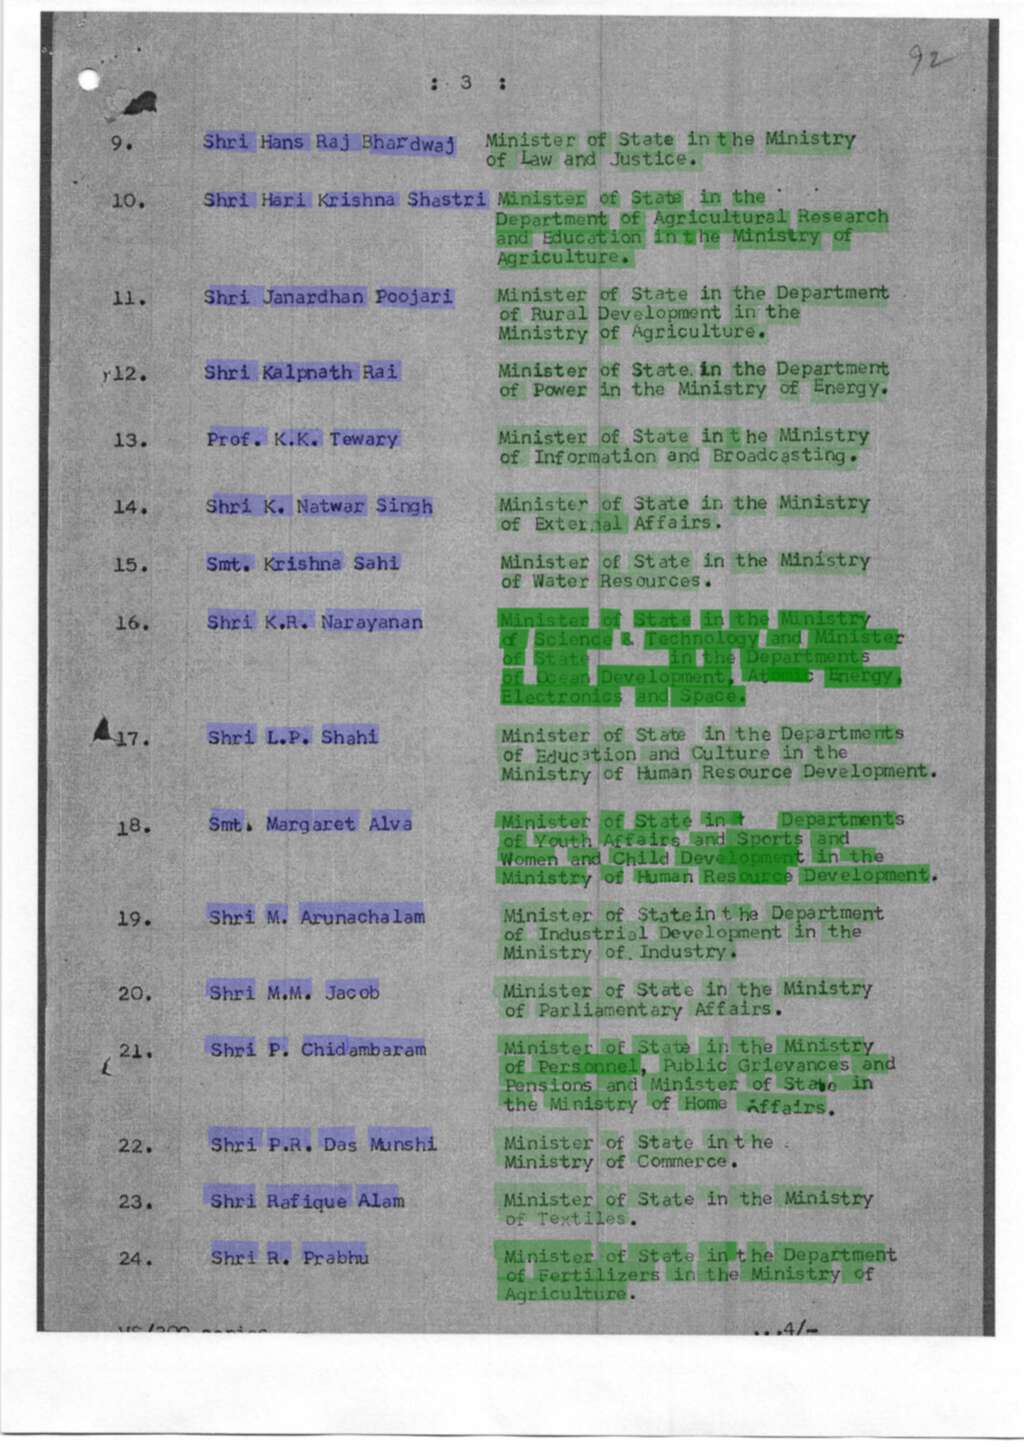 92
: 3 :
9. Shri Hans Raj Bhardwaj Minister of State in the Ministry
of Law and Justice.
10. Shri Hari Krishna Shastri Minister of State in the
Department of Agricultural Research
and Education in the Ministry of
Agriculture.
11. Shri Janardhan Poojari Minister of State in the Department
of Rural Development in the
Ministry of Agriculture.
12. Shri Kalpnath Rai Minister of State in the Department
of Power in the Ministry of Energy.
13. Prof. K.K. Tewary Minister of State in the Ministry
of Information and Broadcasting.
14. Shri K. Natwar Singh Minister of State in the Ministry
of External Affairs.
15. Smt. Krishna Sahi Minister of State in the Ministry
of Water Resources.
16. Shri K.R. Narayanan Minister of State in the Ministry
of Science & Technology and Minister
of State in the Departments
of Ocean Development, Atomic Energy,
Electronics and Space.
17. Shri L.P. Shahi Minister of State in the Departments
of Education and Culture in the
Ministry of Human Resource Development.
18. Smt. Margaret Alva Minister of State in t Departments
of Youth Affairs and Sports and
Women and Child Development in the
Ministry of Human Resource Development.
19. Shri M. Arunachalam Minister of State in the Department
of Industrial Development in the
Ministry of Industry.
20. Shri M.M. Jacob Minister of State in the Ministry
of Parliamentary Affairs.
21. Shri P. Chidambaram Minister of State in the Ministry
of Personnel, Public Grievances and
Pensions and Minister of State in
the Ministry of Home Affairs.
22. Shri P.R. Das Munshi Minister of State in the
Ministry of Commerce.
23. Shri Rafique Alam Minister of State in the Ministry
of Textiles.
24. Shri R. Prabhu Minister of State in the Department
of Fertilizers in the Ministry of
Agriculture.
...4/-